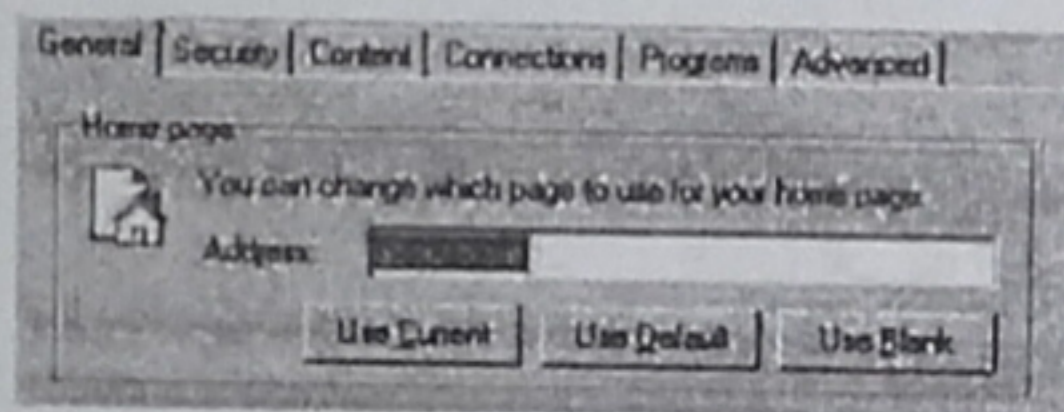 General Security Content Connections Programs Advanced
Home page
You can change which page to use for your home page.
Address:
Use Current Use Default Use Blank